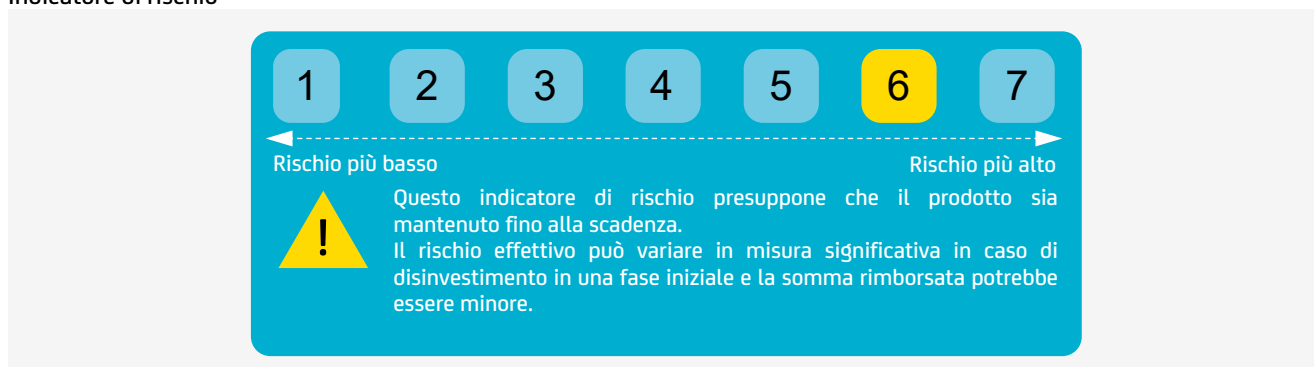 Indicatore di rischio
1 2 3 4 5 6 7
Rischio più basso Rischio più alto
! Questo indicatore di rischio presuppone che il prodotto sia
mantenuto fino alla scadenza.
Il rischio effettivo può variare in misura significativa in caso di
disinvestimento in una fase iniziale e la somma rimborsata potrebbe
essere minore.